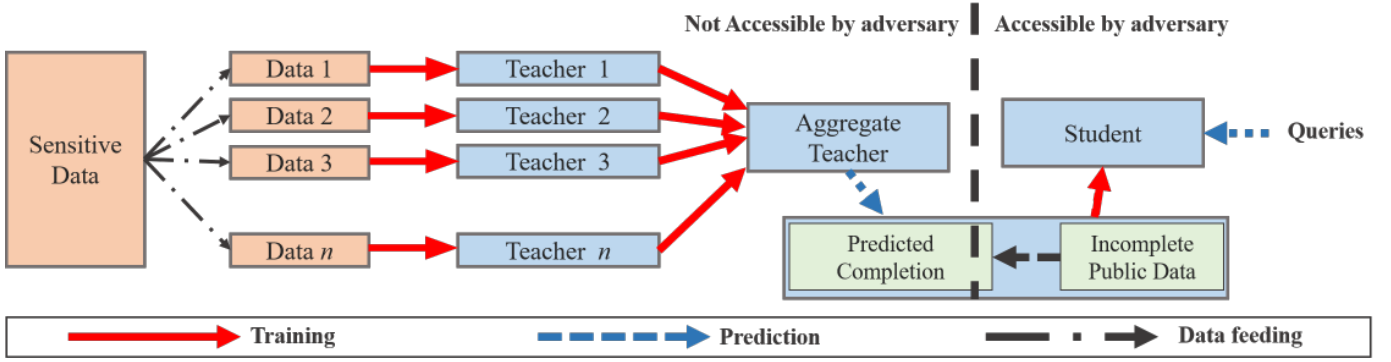 Not Accessible by adversary
Accessible by adversary
Sensitive
Data
Data 1
Teacher 1
Data 2
Teacher 2
Data 3
Teacher 3
Data n
Teacher n
Aggregate
Teacher
Student
Queries
Predicted
Completion
Incomplete
Public Data
Training
Prediction
Data feeding